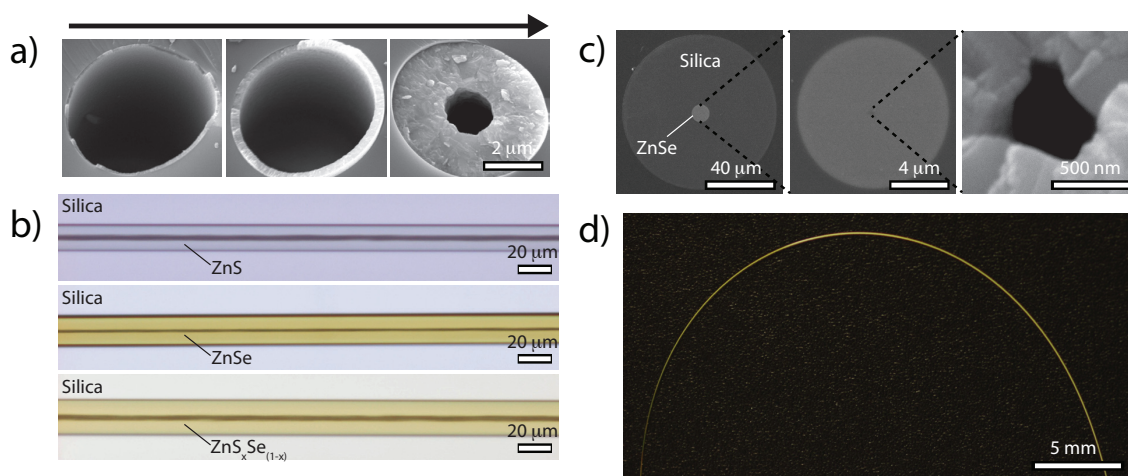 a)
2 μm
b)
Silica
ZnS
20 μm
Silica
ZnSe
20 μm
Silica
ZnSₓSe₍₁₋ₓ₎
20 μm
c)
Silica
ZnSe
40 μm
4 μm
500 nm
d)
5 mm